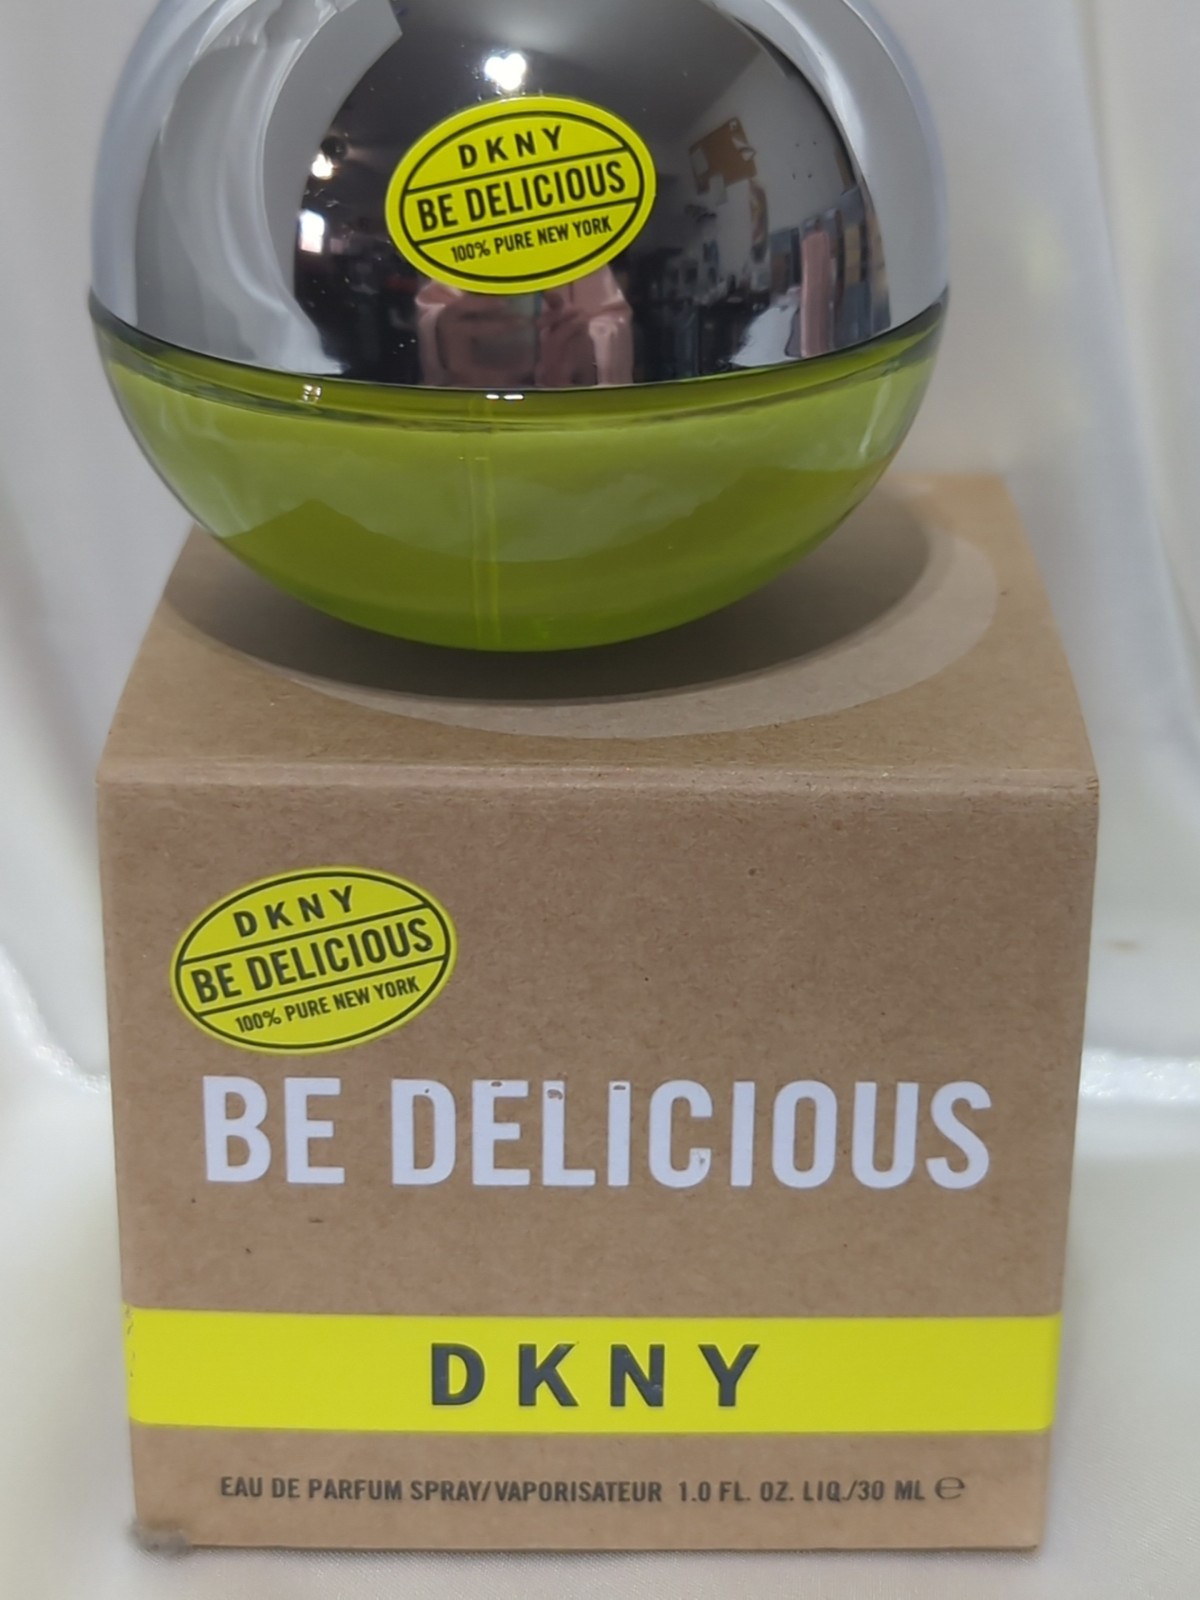 DKNY
BE DELICIOUS
100% PURE NEW YORK
DKNY
BE DELICIOUS
100% PURE NEW YORK
BE DELICIOUS
DKNY
EAU DE PARFUM SPRAY/VAPORISATEUR 1.0 FL. OZ. LIQ./30 ML ℮